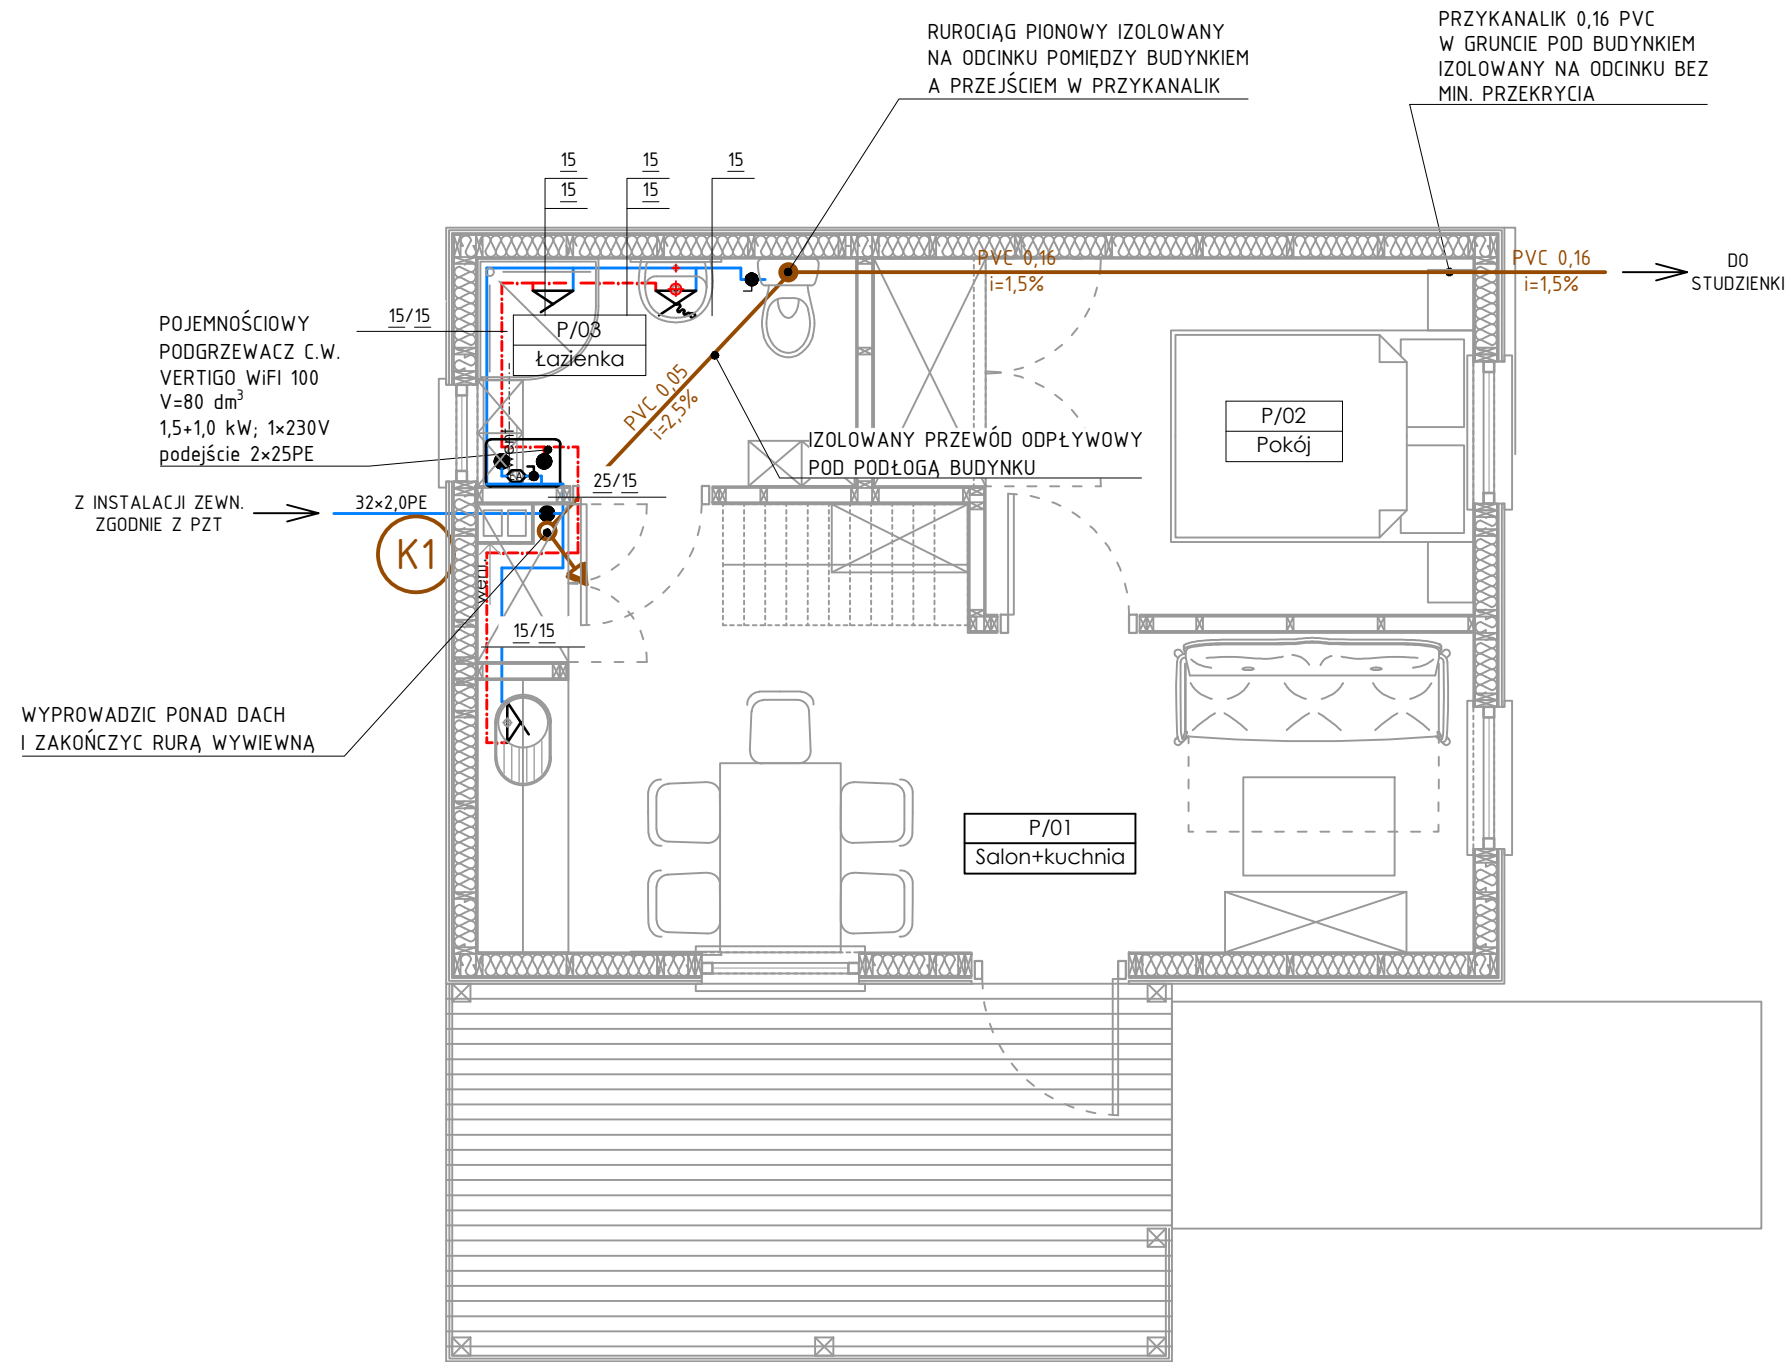 RUROCIĄG PIONOWY IZOLOWANY
NA ODCINKU POMIĘDZY BUDYNKIEM
A PRZEJŚCIEM W PRZYKANALIK
PRZYKANALIK 0,16 PVC
W GRUNCIE POD BUDYNKIEM
IZOLOWANY NA ODCINKU BEZ
MIN. PRZEKRYCIA
15
15
15
15
15
PVC 0,16
i=1,5%
PVC 0,16
i=1,5%
DO
STUDZIENKI
POJEMNOŚCIOWY
PODGRZEWACZ C.W.
VERTIGO WiFI 100
V=80 dm³
1,5+1,0 kW; 1×230V
podejście 2×25PE
15/15
P/03
Łazienka
PVC 0,05
i=2,5%
P/02
Pokój
IZOLOWANY PRZEWÓD ODPŁYWOWY
POD PODŁOGĄ BUDYNKU
went
25/15
Z INSTALACJI ZEWN.
ZGODNIE Z PZT
32×2,0PE
K1
went
15/15
WYPROWADZIC PONAD DACH
I ZAKOŃCZYC RURĄ WYWIEWNĄ
P/01
Salon+kuchnia